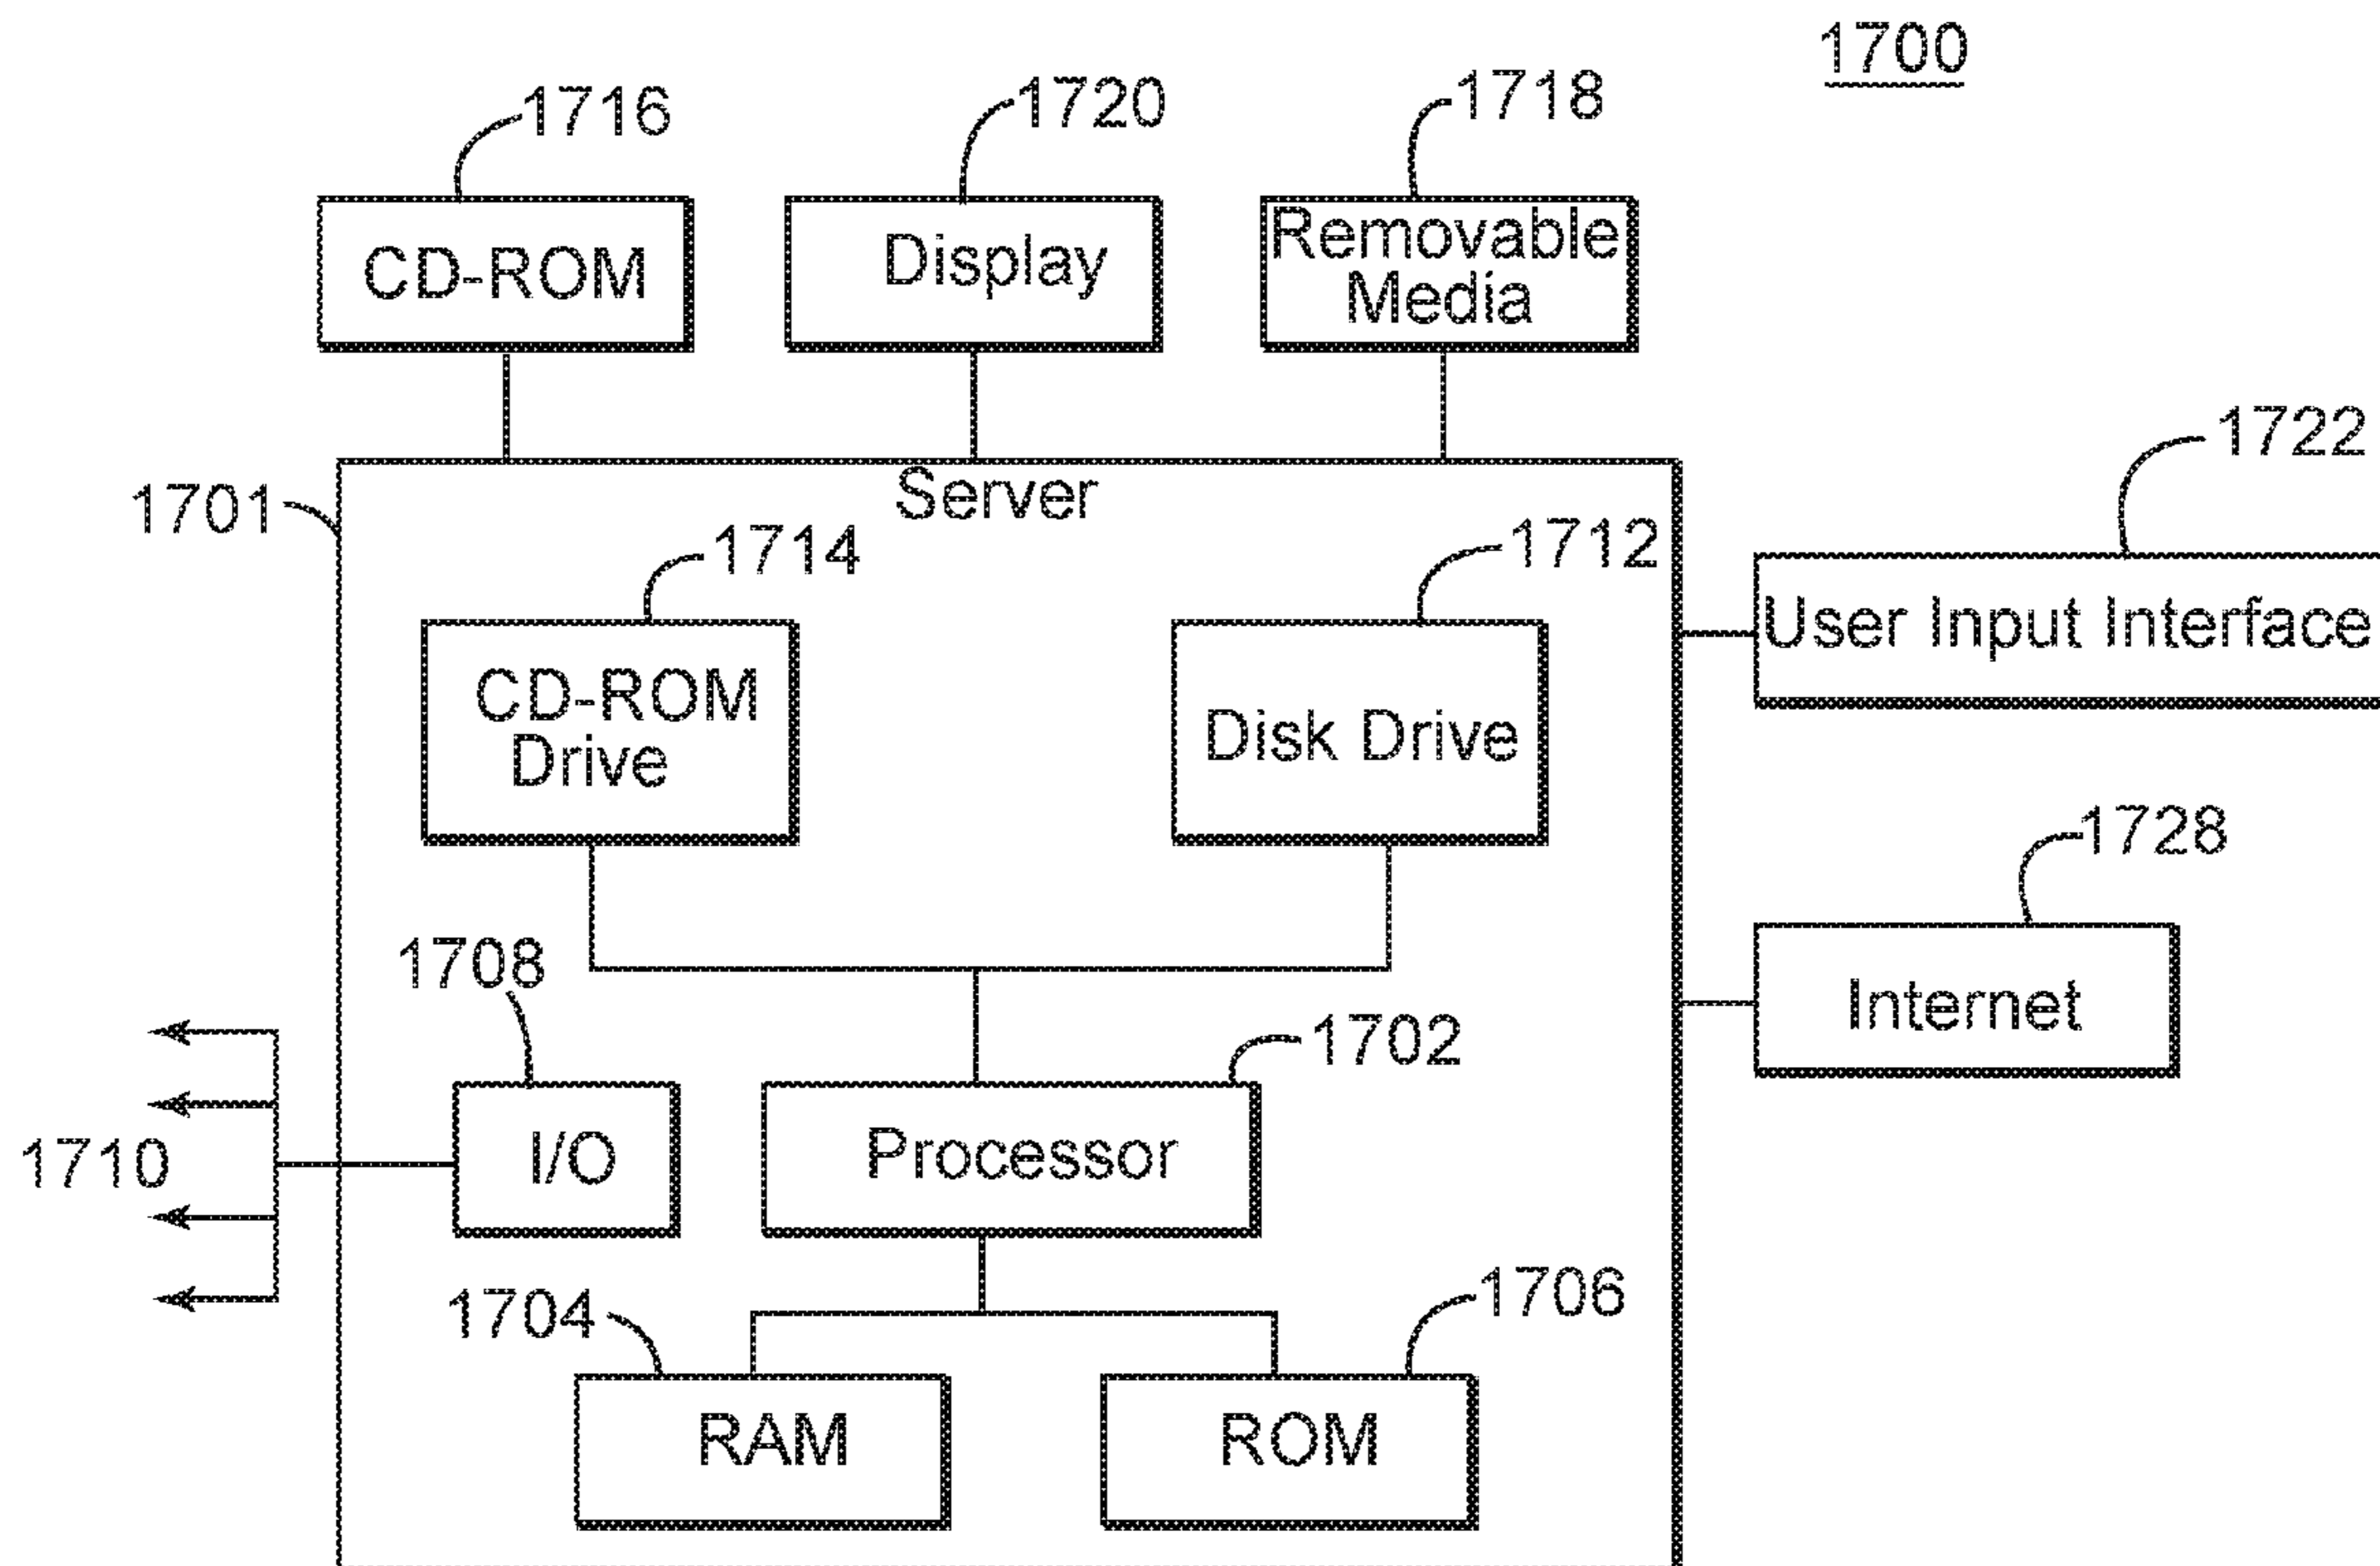 1700
1716
1720
1718
CD-ROM
Display
Removable
Media
1722
1701
Server
1714
1712
User Input Interface
CD-ROM
Drive
Disk Drive
1728
Internet
1708
1702
1710
I/O
Processor
1704
1706
RAM
ROM